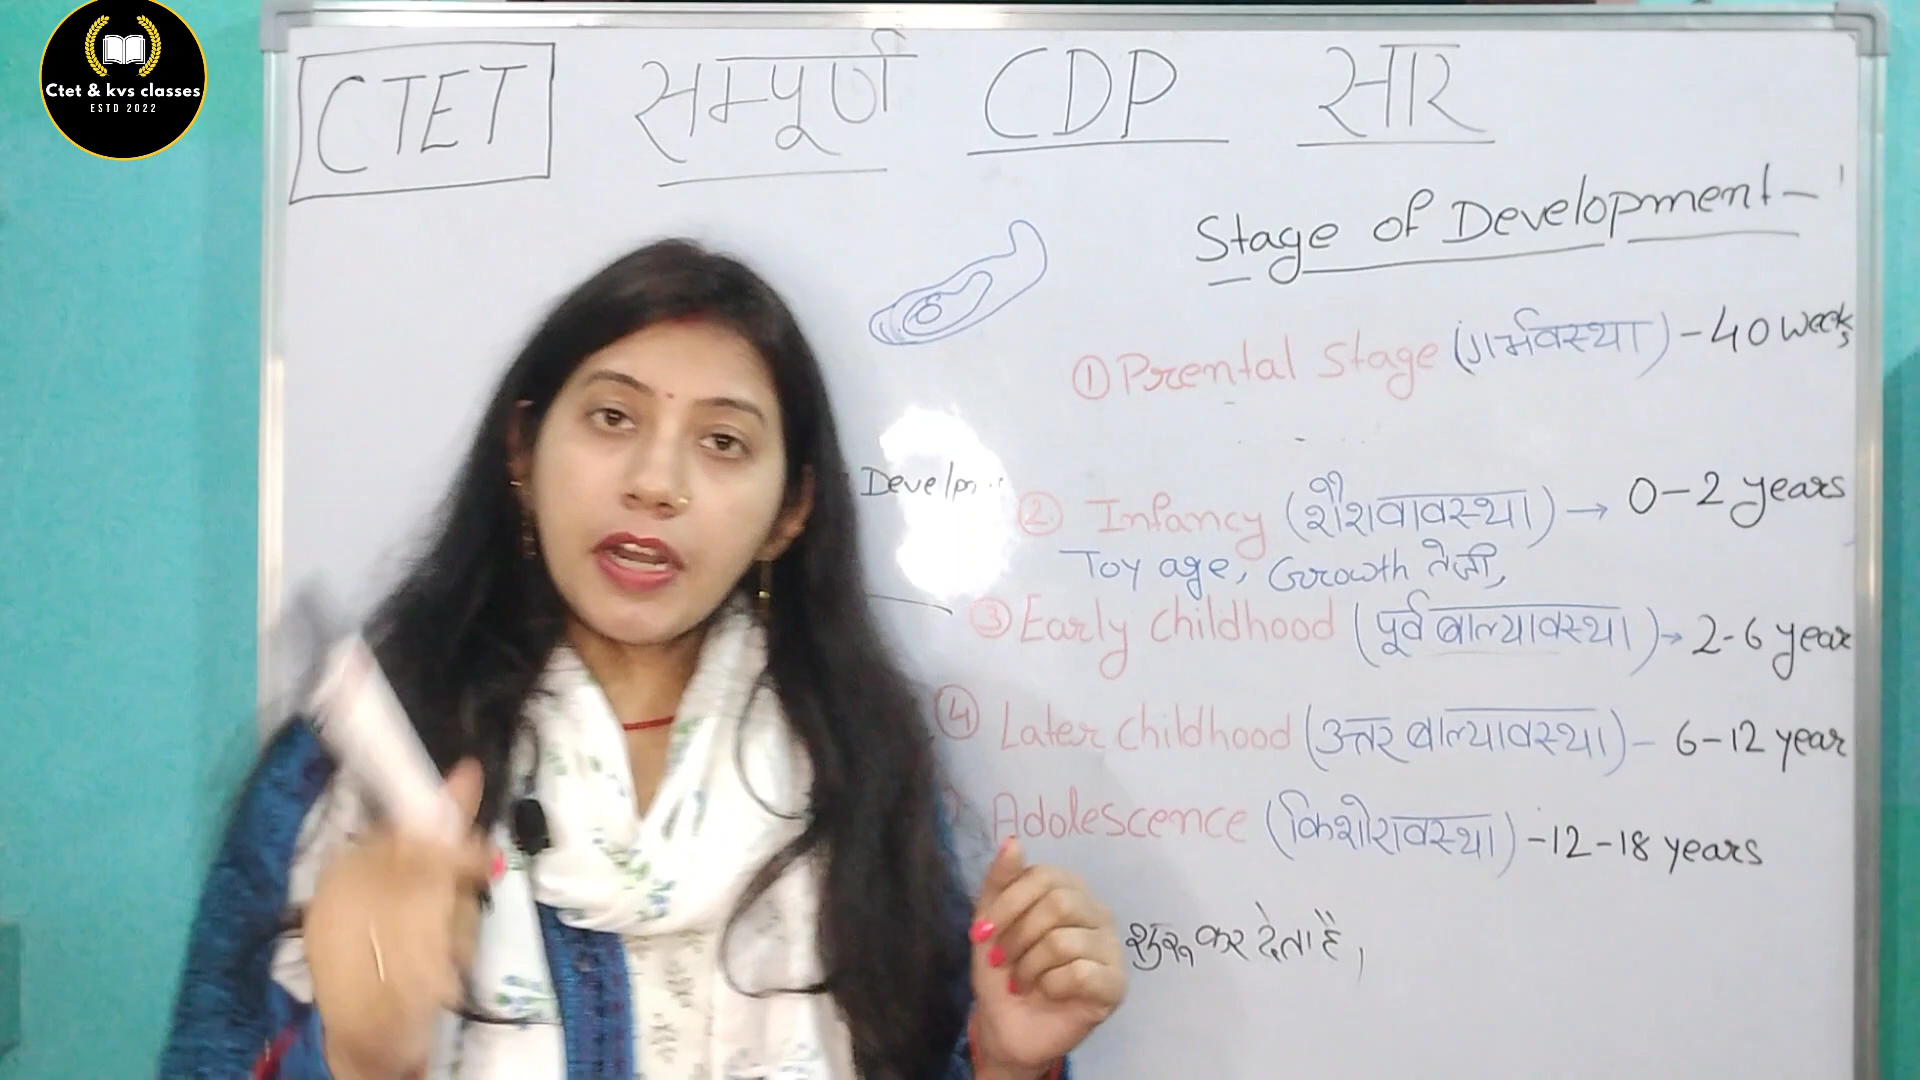 Ctet & kvs classes
ESTD 2022
CTET सम्पूर्ण CDP सार
Stage of Development-
① Prental Stage (गर्भवस्था) - 40 weeks
② Infancy (शैशवावस्था) → 0-2 years
Toy age, Growth तेजी,
③ Early childhood (पूर्व बाल्यावस्था) → 2-6 year
④ Later childhood (उत्तर बाल्यावस्था) - 6-12 year
Adolescence (किशोरावस्था) - 12-18 years
शुरू कर देता है,